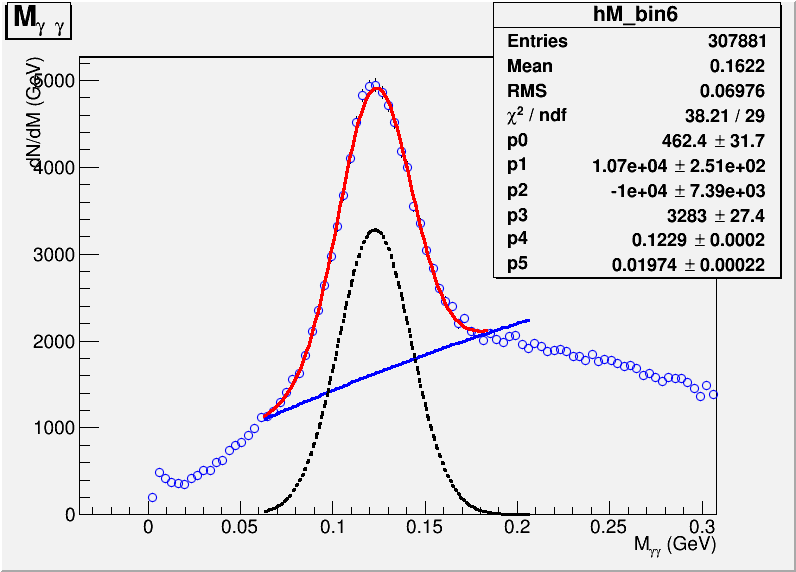 M γ γ
hM_bin6
Entries 307881
Mean 0.1622
RMS 0.06976
χ² / ndf 38.21 / 29
p0 462.4 ± 31.7
p1 1.07e+04 ± 2.51e+02
p2 -1e+04 ± 7.39e+03
p3 3283 ± 27.4
p4 0.1229 ± 0.0002
p5 0.01974 ± 0.00022
dN/dM (GeV)
5000
4000
3000
2000
1000
0
0 0.05 0.1 0.15 0.2 0.25 0.3
M γγ (GeV)